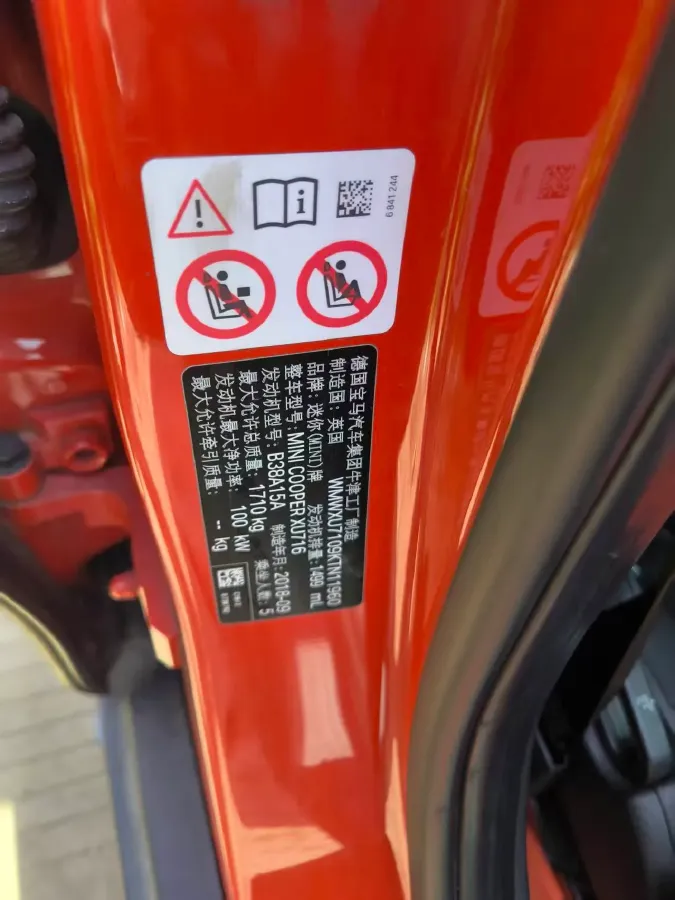 6 841 244
德国宝马汽车集团牛津工厂制造
制造国: 英国 WMWXU7109KTN11960
品牌: 迷你(MINI)牌 发动机排量: 1499 mL
整车型号: MINI COOPER XU716
发动机型号: B38A15A 制造年月: 2018-09
最大允许总质量: 1710 kg 乘坐人数: 5
发动机最大净功率: 100 kW
最大允许牵引质量: -- kg